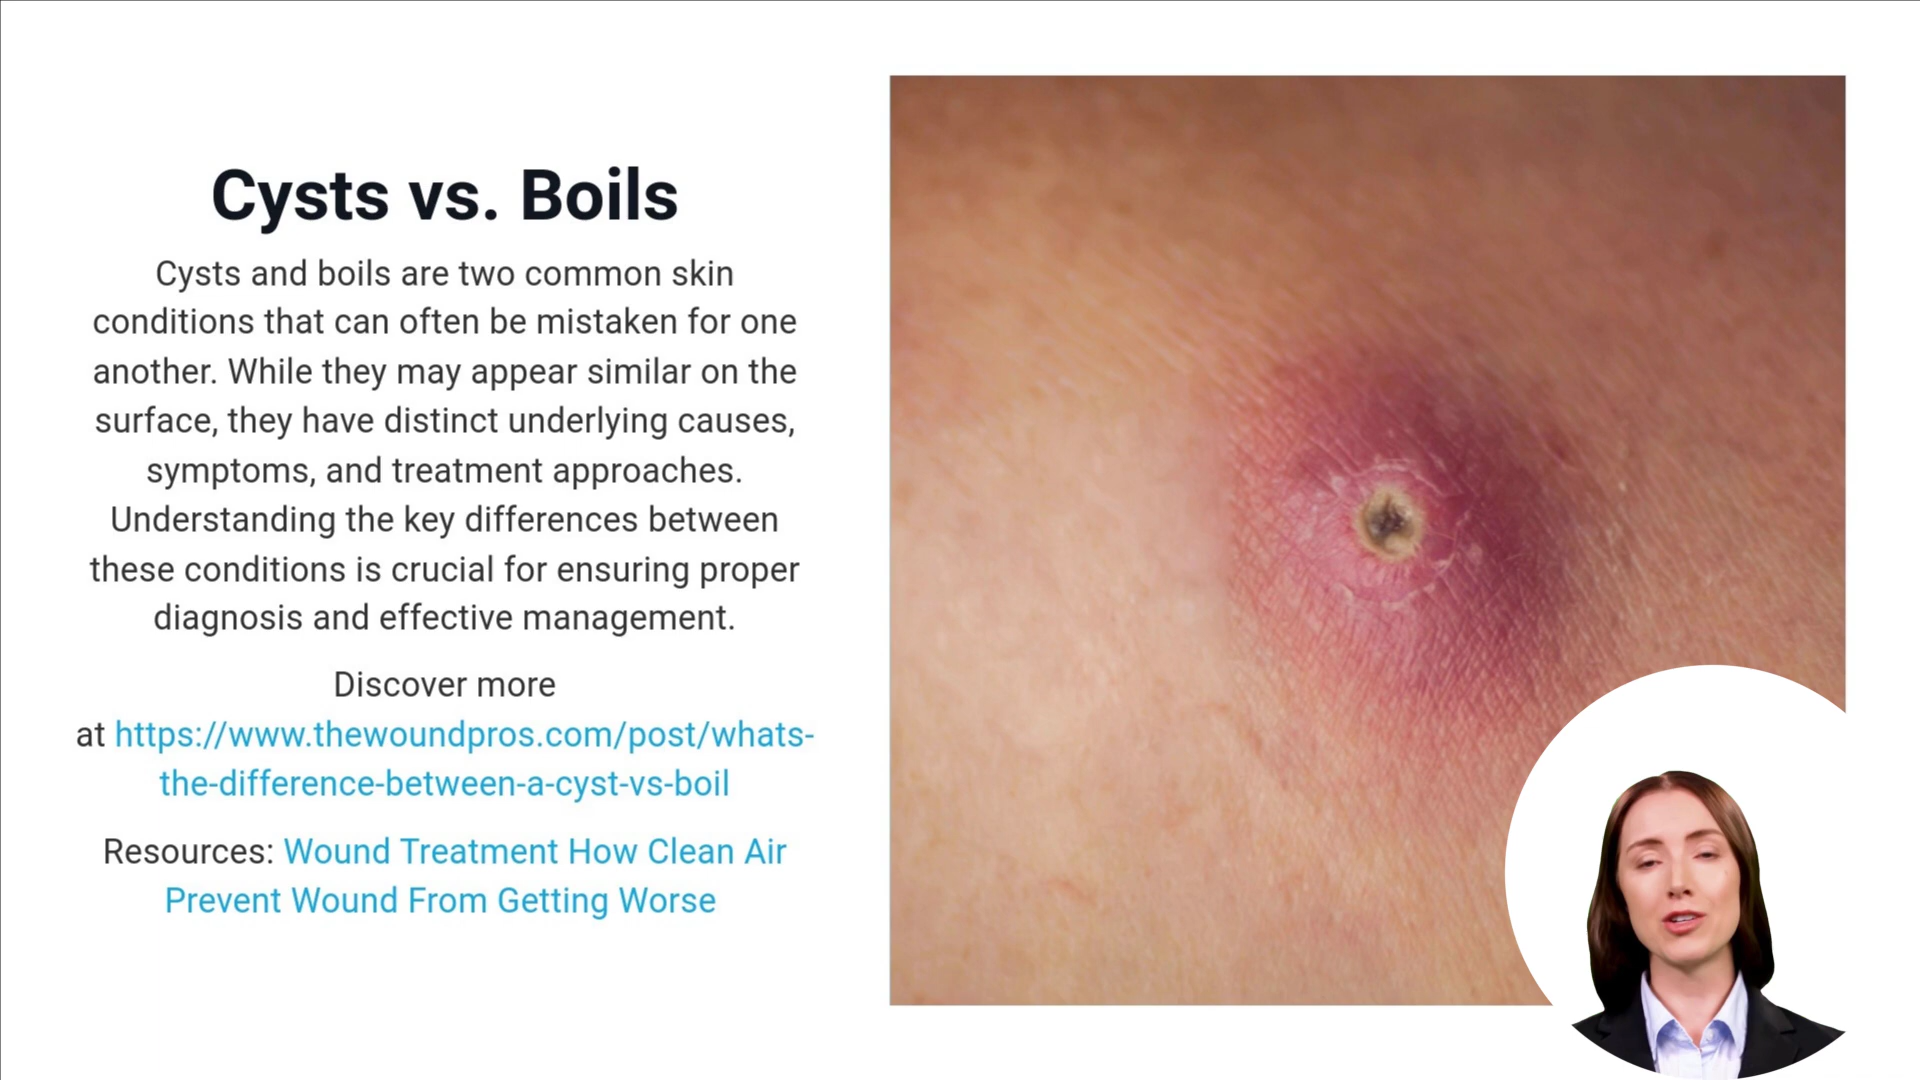 Cysts vs. Boils
Cysts and boils are two common skin
conditions that can often be mistaken for one
another. While they may appear similar on the
surface, they have distinct underlying causes,
symptoms, and treatment approaches.
Understanding the key differences between
these conditions is crucial for ensuring proper
diagnosis and effective management.
Discover more
at https://www.thewoundpros.com/post/whats-
the-difference-between-a-cyst-vs-boil
Resources: Wound Treatment How Clean Air
Prevent Wound From Getting Worse